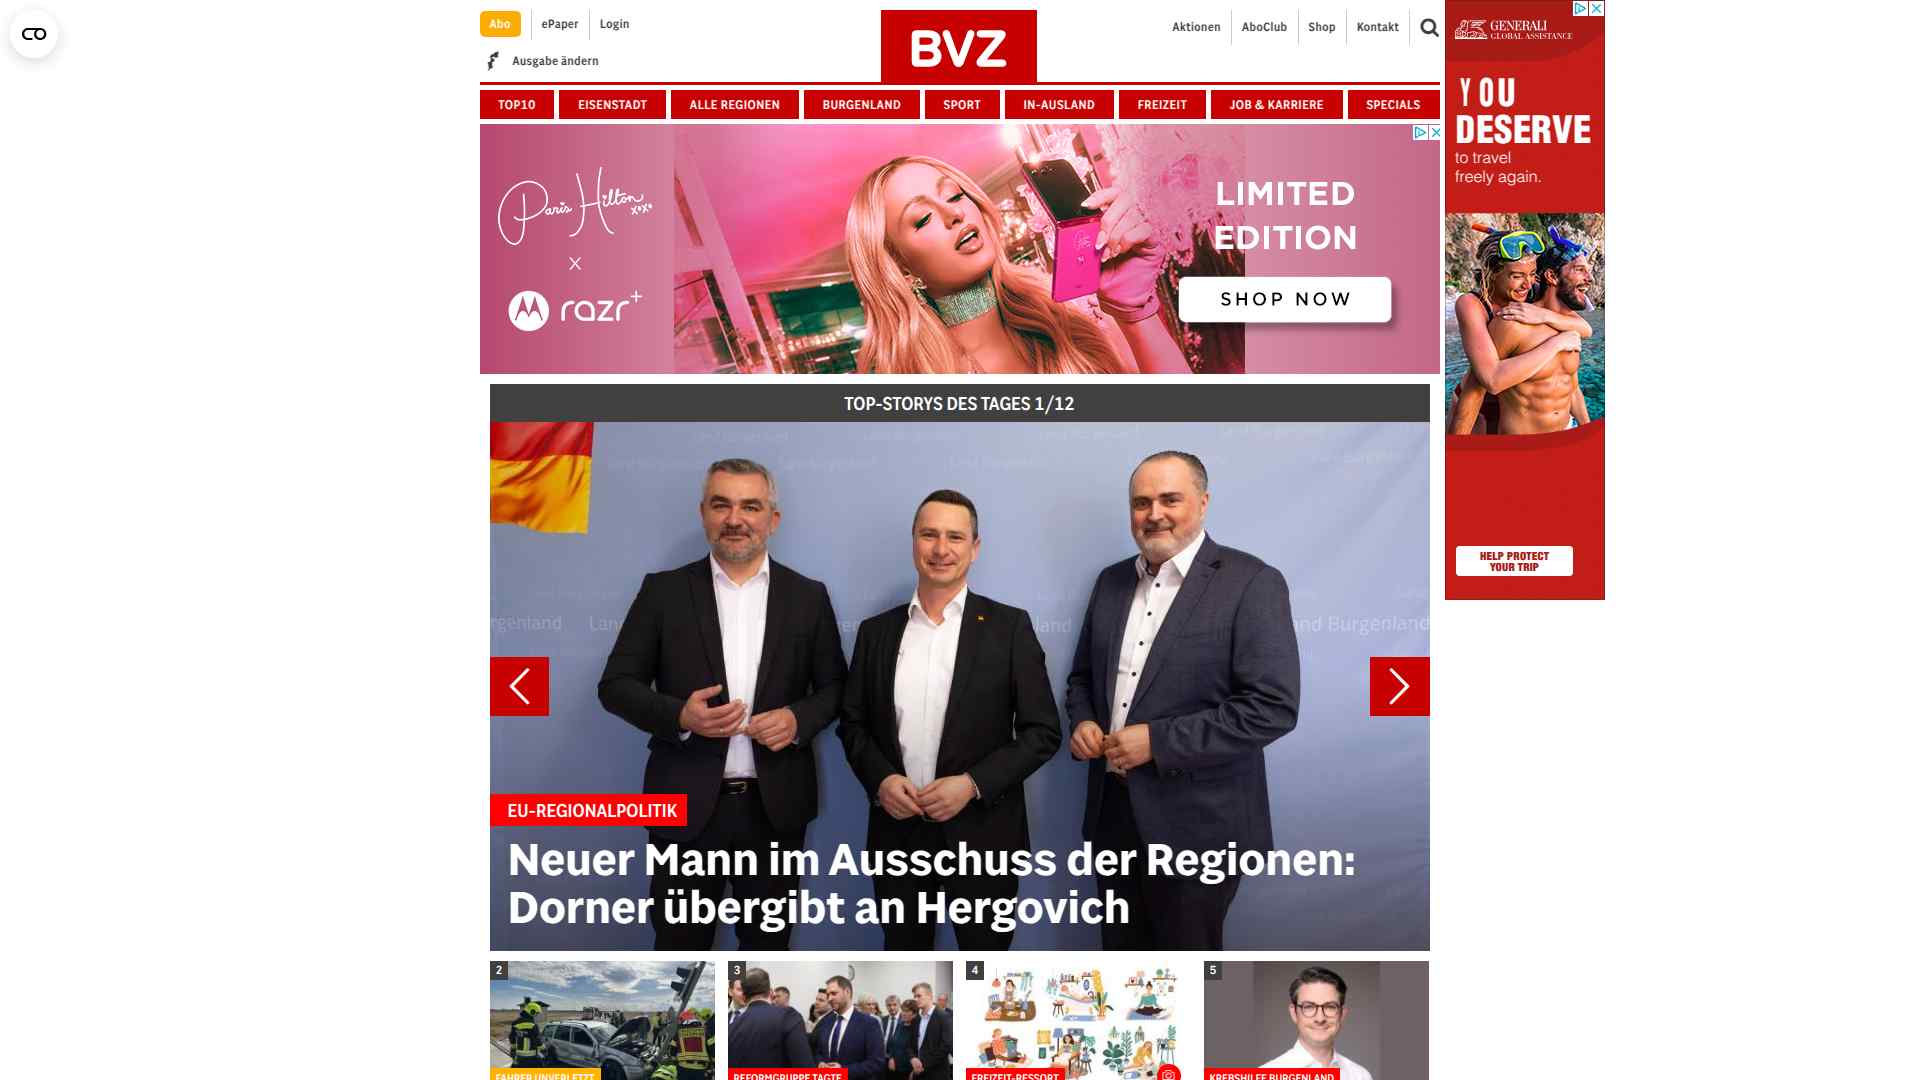 Abo
ePaper
Login
Ausgabe ändern
BVZ
Aktionen
AboClub
Shop
Kontakt
TOP10
EISENSTADT
ALLE REGIONEN
BURGENLAND
SPORT
IN-AUSLAND
FREIZEIT
JOB & KARRIERE
SPECIALS
Paris Hilton
xoxo
X
razr+
LIMITED
EDITION
SHOP NOW
GENERALI
GLOBAL ASSISTANCE
YOU
DESERVE
to travel
freely again.
HELP PROTECT
YOUR TRIP
TOP-STORYS DES TAGES 1/12
Land Burgenland
EU-REGIONALPOLITIK
Neuer Mann im Ausschuss der Regionen:
Dorner übergibt an Hergovich
2
3
4
5
FAHRER UNVERLETZT
REFORMGRUPPE TAGTE
FREIZEIT-RESSORT
KREBSHILFE BURGENLAND